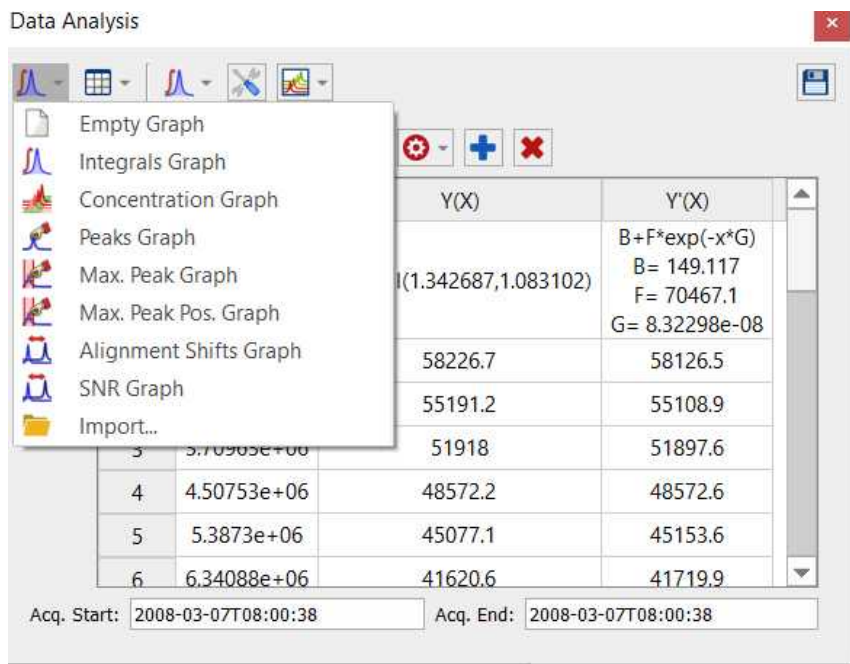 Data Analysis
Empty Graph
Integrals Graph
Concentration Graph
Peaks Graph
Max. Peak Graph
Max. Peak Pos. Graph
Alignment Shifts Graph
SNR Graph
Import...
Y(X) Y'(X)
I(1.342687,1.083102)
B+F*exp(-x*G)
B= 149.117
F= 70467.1
G= 8.32298e-08
58226.7 58126.5
55191.2 55108.9
3 51918 51897.6
4 4.50753e+06 48572.2 48572.6
5 5.3873e+06 45077.1 45153.6
6 6.34088e+06 41620.6 41719.9
Acq. Start: 2008-03-07T08:00:38 Acq. End: 2008-03-07T08:00:38